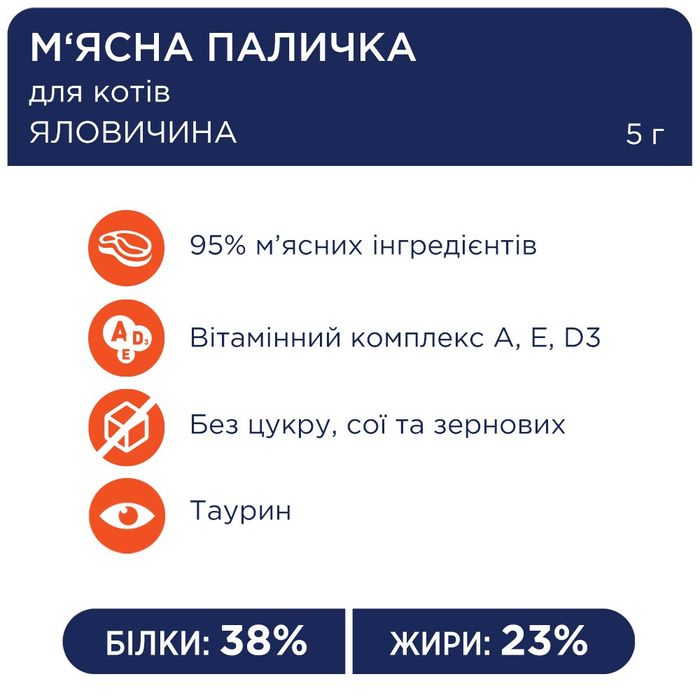 М‘ЯСНА ПАЛИЧКА
для котів
ЯЛОВИЧИНА
5 г
95% м’ясних інгредієнтів
A D3 E
Вітамінний комплекс А, Е, D3
Без цукру, сої та зернових
Таурин
БІЛКИ: 38%
ЖИРИ: 23%